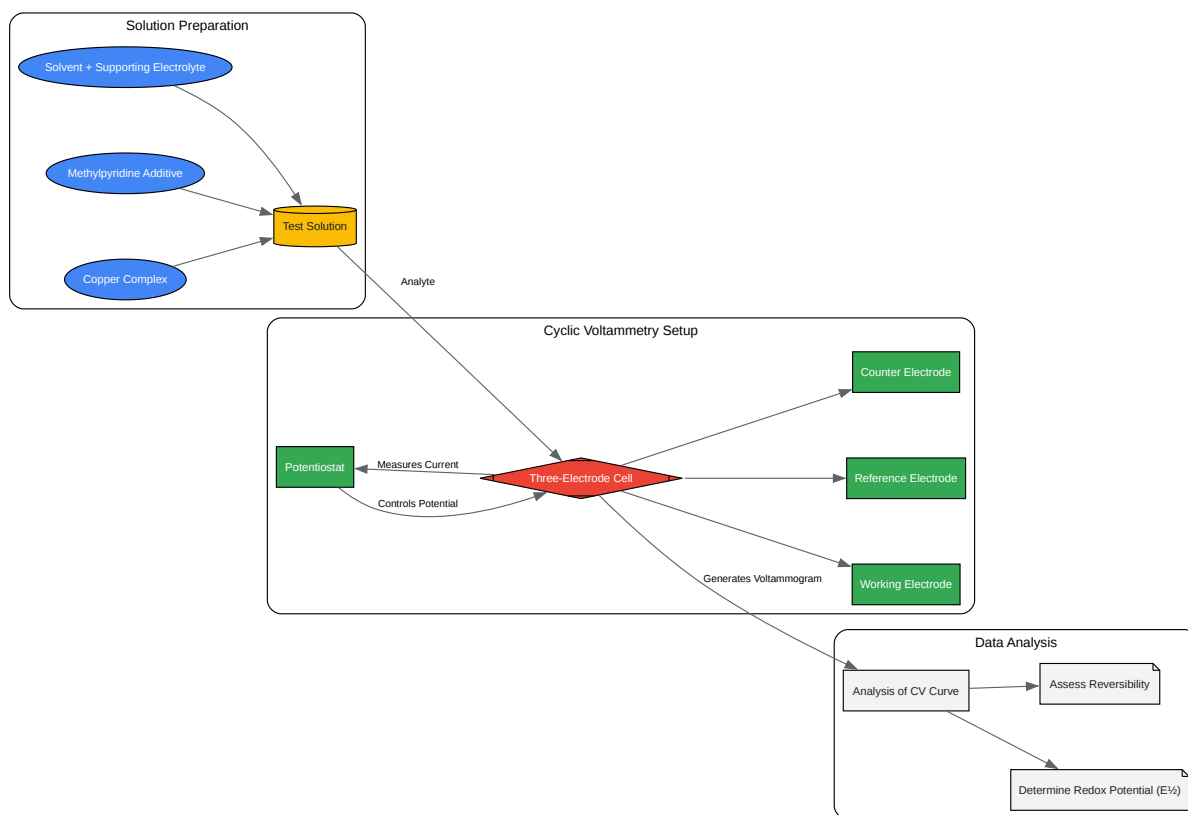 Solution Preparation
Solvent + Supporting Electrolyte
Methylpyridine Additive
Test Solution
Copper Complex
Analyte
Cyclic Voltammetry Setup
Counter Electrode
Potentiostat
Measures Current
Three-Electrode Cell
Reference Electrode
Controls Potential
Generates Voltammogram
Working Electrode
Data Analysis
Analysis of CV Curve
Assess Reversibility
Determine Redox Potential (E½)